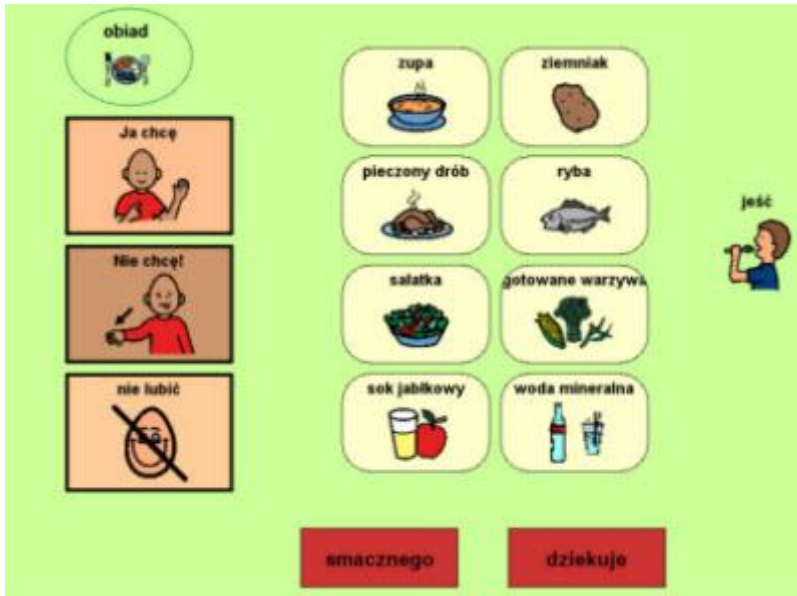 obiad
Ja chcę
Nie chcę!
nie lubić
zupa
ziemniak
pieczony drób
ryba
sałatka
gotowane warzywa
sok jabłkowy
woda mineralna
jeść
smacznego
dziekuje